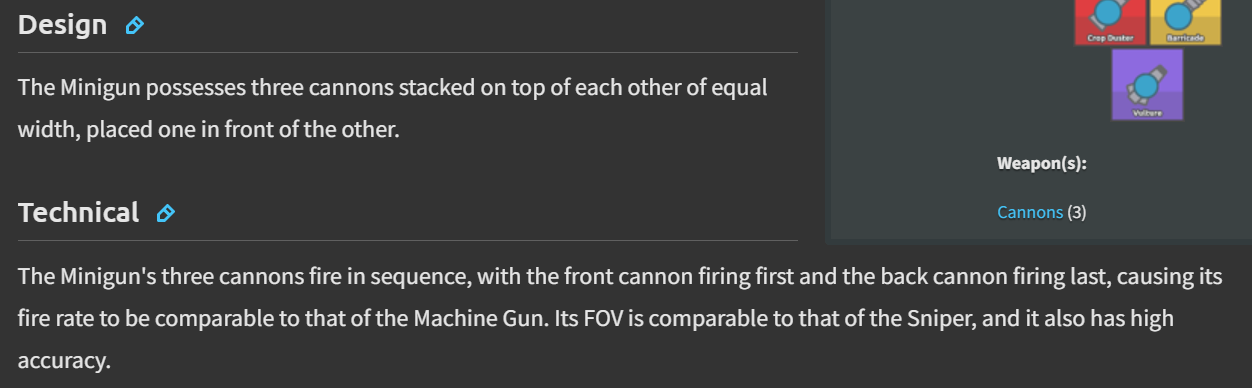 Design
The Minigun possesses three cannons stacked on top of each other of equal
width, placed one in front of the other.
Crop Duster
Barricade
Vulture
Weapon(s):
Cannons (3)
Technical
The Minigun's three cannons fire in sequence, with the front cannon firing first and the back cannon firing last, causing its
fire rate to be comparable to that of the Machine Gun. Its FOV is comparable to that of the Sniper, and it also has high
accuracy.